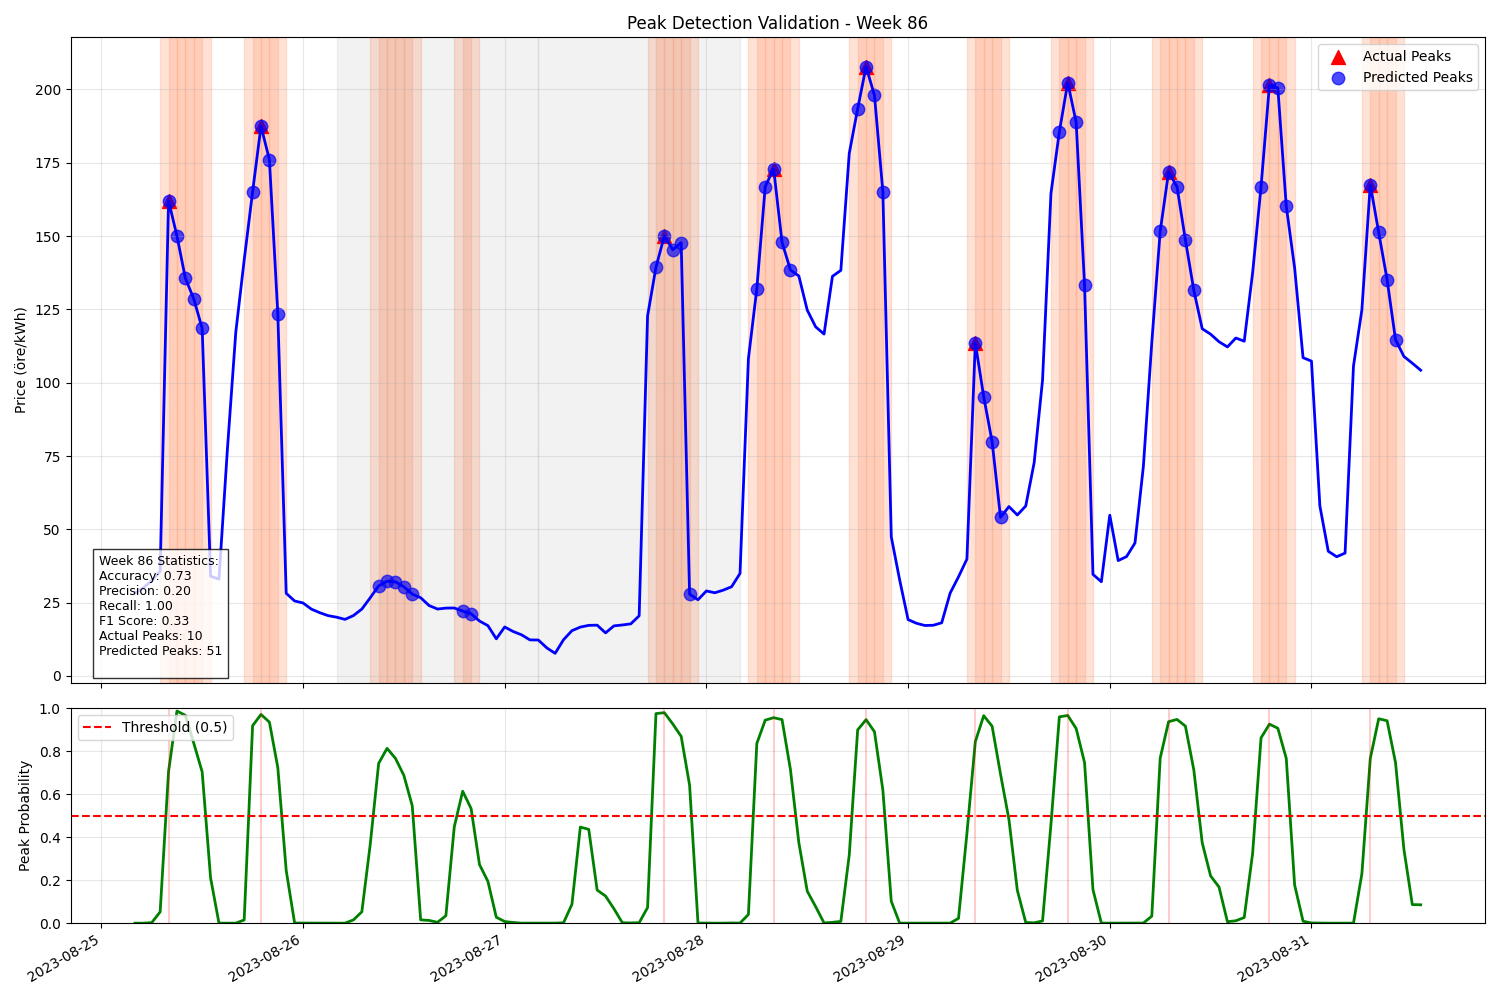 Peak Detection Validation - Week 86
Actual Peaks
Predicted Peaks
Price (öre/kWh)
200
175
150
125
100
75
50
25
0
Week 86 Statistics:
Accuracy: 0.73
Precision: 0.20
Recall: 1.00
F1 Score: 0.33
Actual Peaks: 10
Predicted Peaks: 51
Threshold (0.5)
Peak Probability
1.0
0.8
0.6
0.4
0.2
0.0
2023-08-25
2023-08-26
2023-08-27
2023-08-28
2023-08-29
2023-08-30
2023-08-31